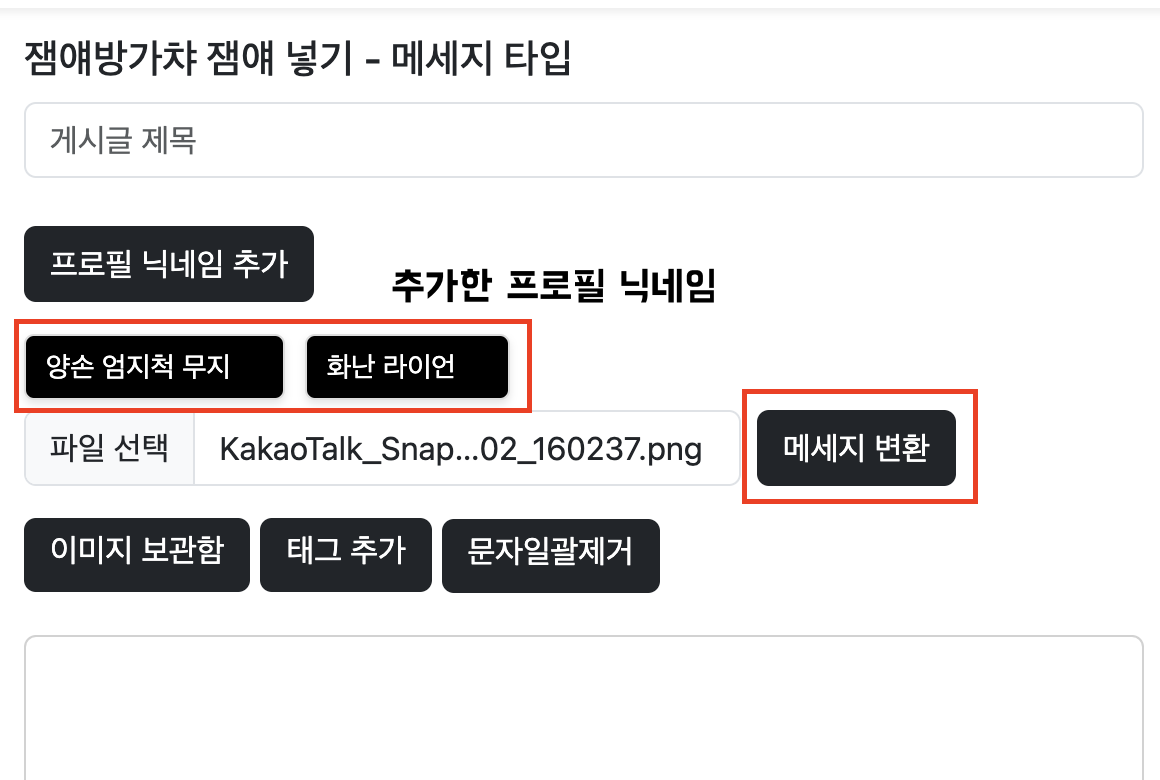 잼얘방가챠 잼얘 넣기 - 메세지 타입
게시글 제목
프로필 닉네임 추가
추가한 프로필 닉네임
양손 엄지척 무지 화난 라이언
파일 선택 KakaoTalk_Snap...02_160237.png 메세지 변환
이미지 보관함 태그 추가 문자일괄제거